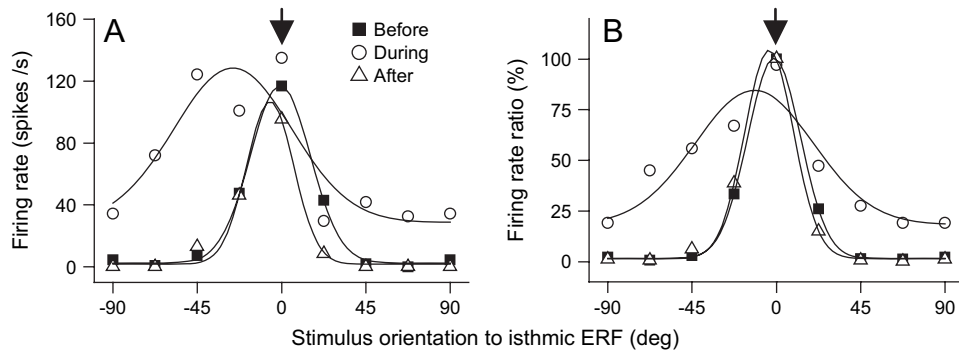 A
B
Before
During
After
Firing rate (spikes /s)
160
120
80
40
0
-90
-45
0
45
90
Firing rate ratio (%)
100
75
50
25
0
-90
-45
0
45
90
Stimulus orientation to isthmic ERF (deg)